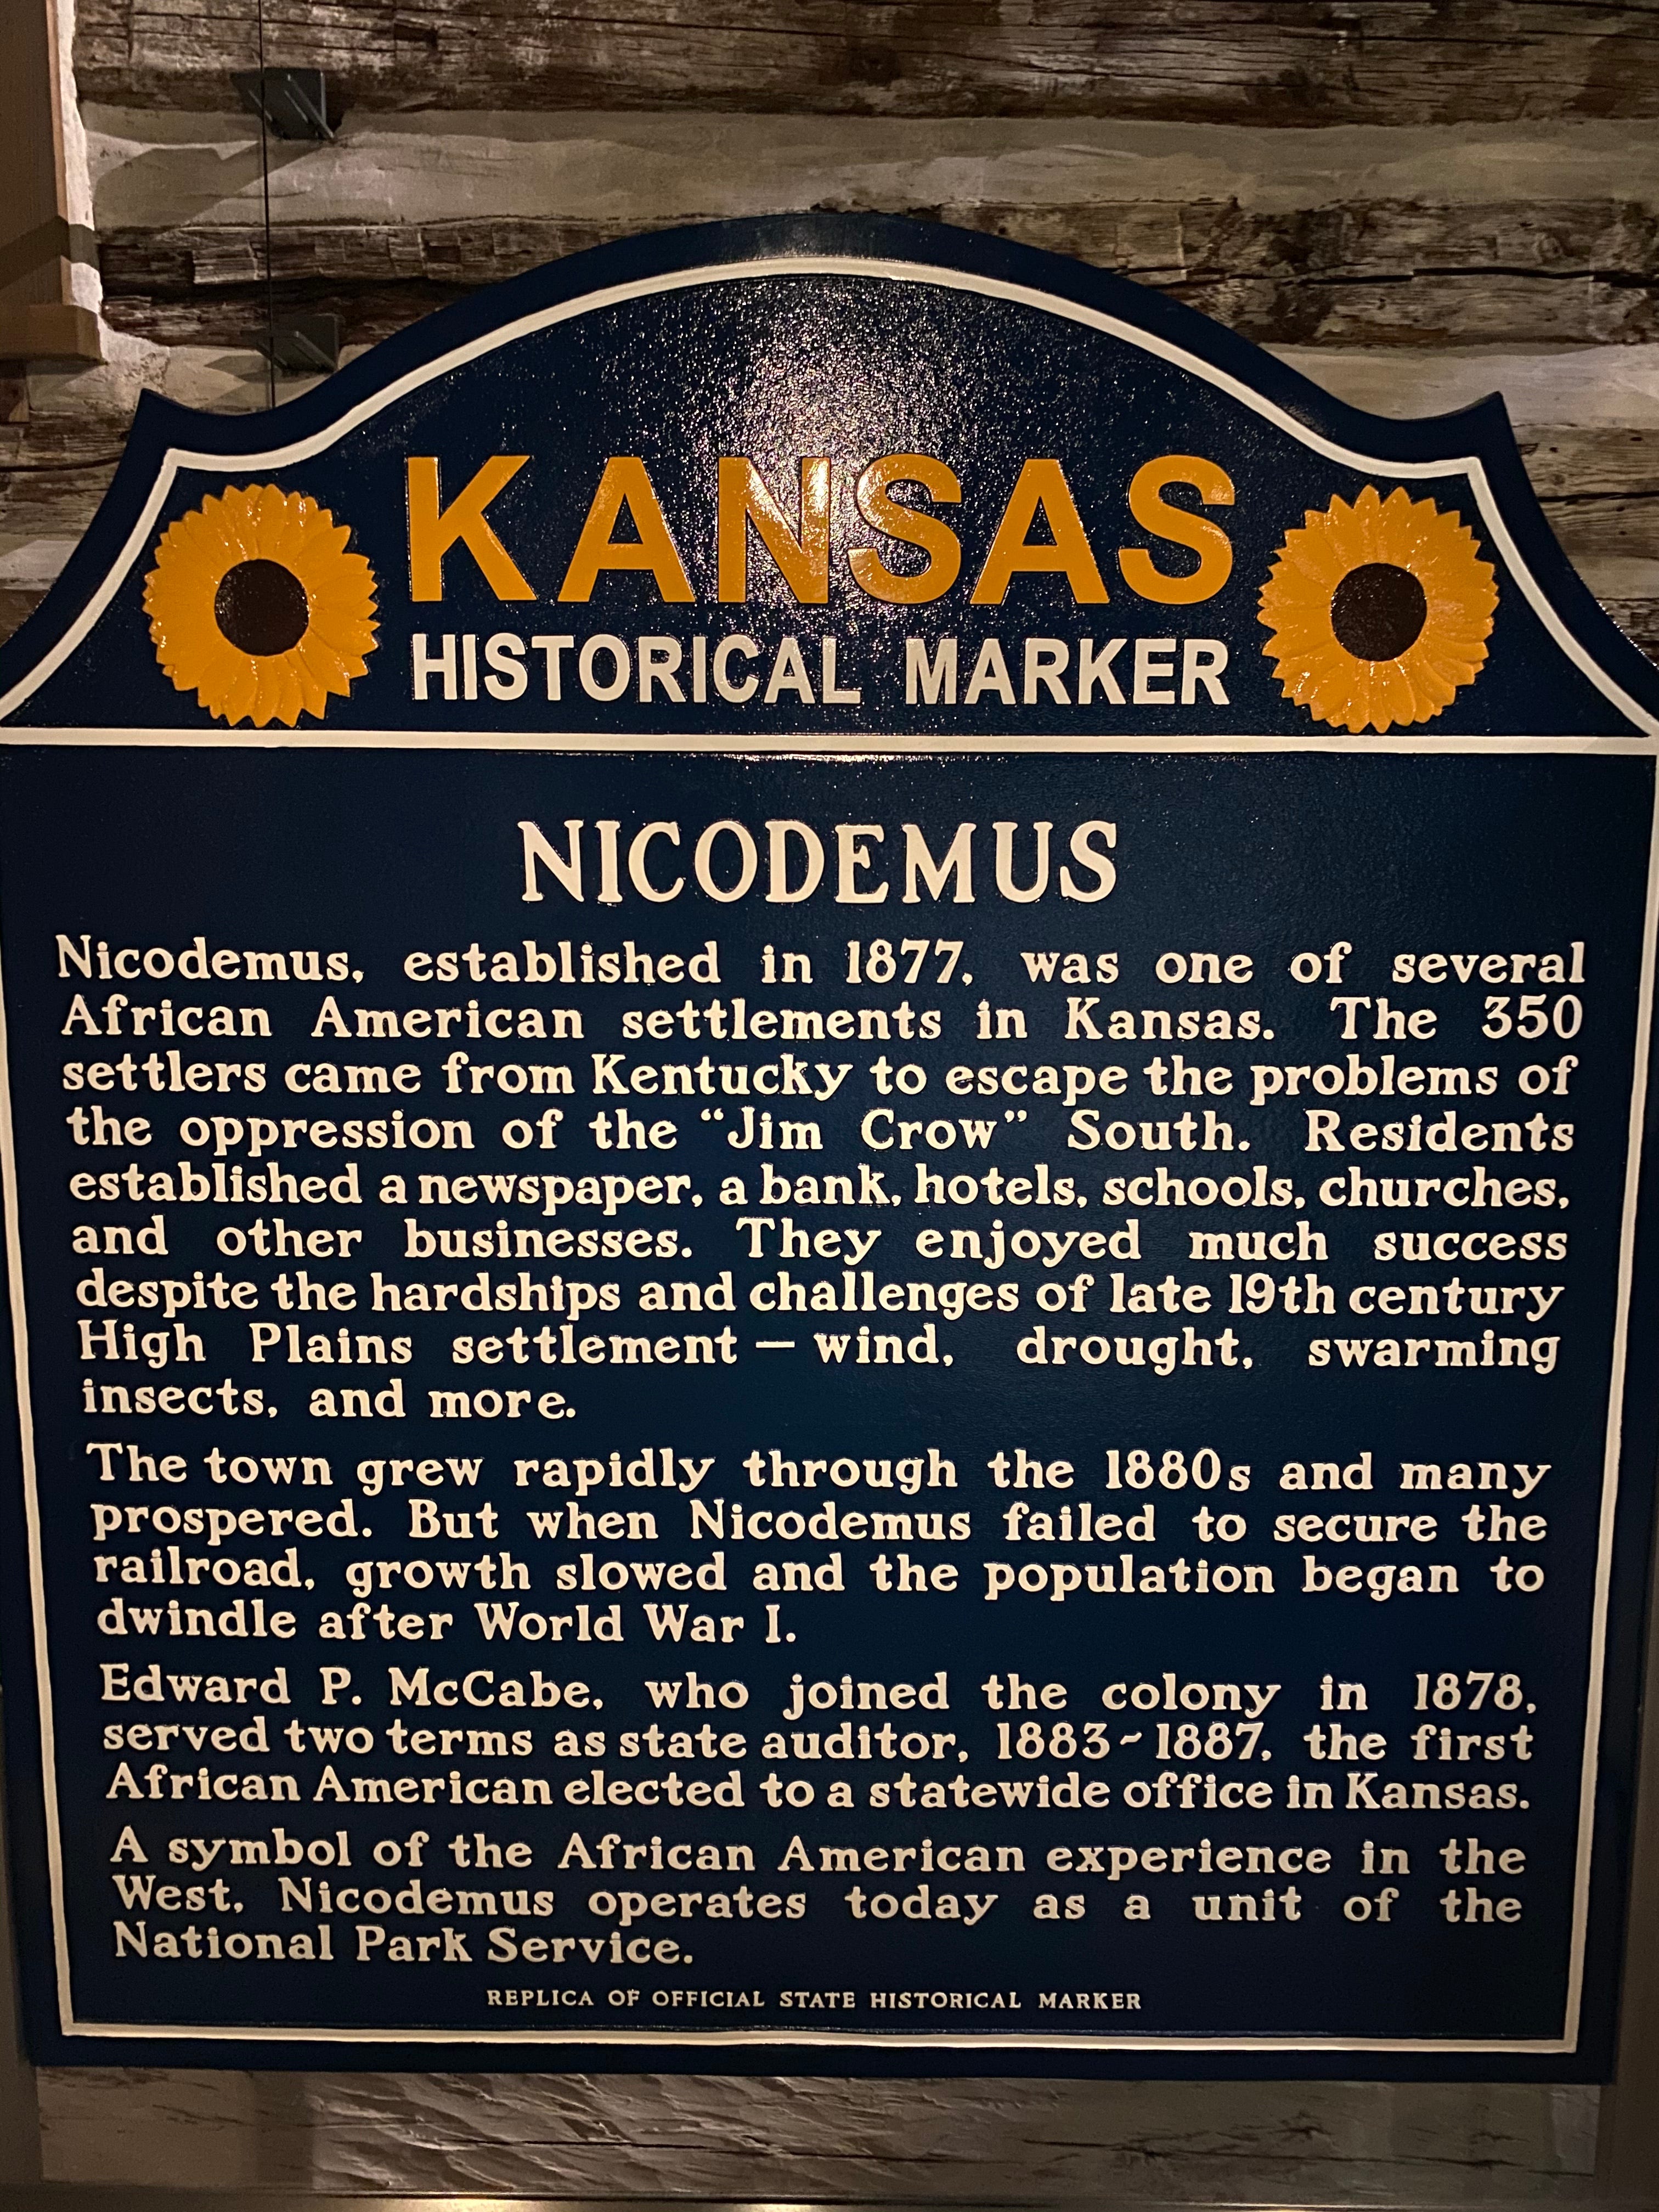 KANSAS
HISTORICAL MARKER
NICODEMUS
Nicodemus, established in 1877, was one of several
African American settlements in Kansas. The 350
settlers came from Kentucky to escape the problems of
the oppression of the “Jim Crow” South. Residents
established a newspaper, a bank, hotels, schools, churches,
and other businesses. They enjoyed much success
despite the hardships and challenges of late 19th century
High Plains settlement — wind, drought, swarming
insects, and more.
The town grew rapidly through the 1880s and many
prospered. But when Nicodemus failed to secure the
railroad, growth slowed and the population began to
dwindle after World War I.
Edward P. McCabe, who joined the colony in 1878,
served two terms as state auditor, 1883~1887, the first
African American elected to a statewide office in Kansas.
A symbol of the African American experience in the
West, Nicodemus operates today as a unit of the
National Park Service.
REPLICA OF OFFICIAL STATE HISTORICAL MARKER